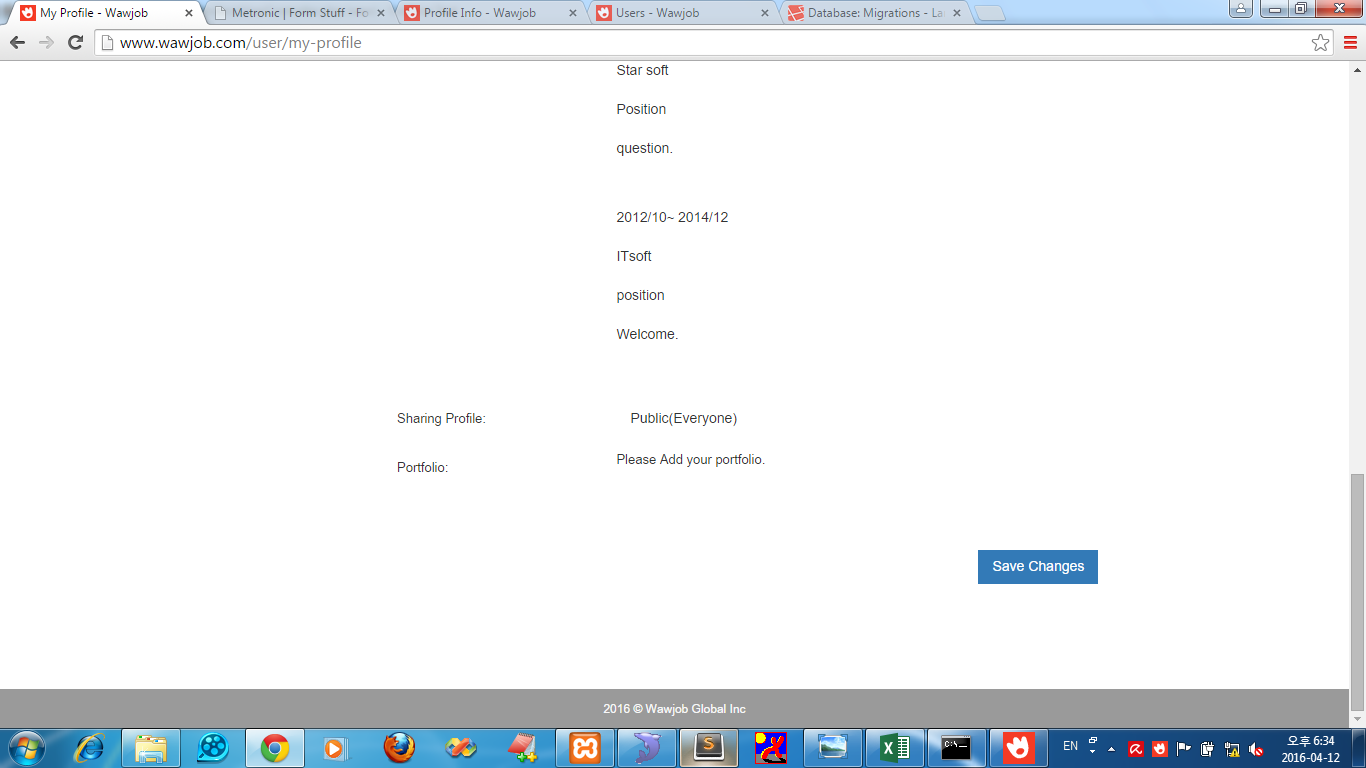 My Profile - Wawjob
Metronic | Form Stuff - Fo
Profile Info - Wawjob
Users - Wawjob
Database: Migrations - La
www.wawjob.com/user/my-profile
Star soft
Position
question.
2012/10~ 2014/12
ITsoft
position
Welcome.
Sharing Profile:
Public(Everyone)
Please Add your portfolio.
Portfolio:
Save Changes
2016 © Wawjob Global Inc
EN
오후 6:34
2016-04-12